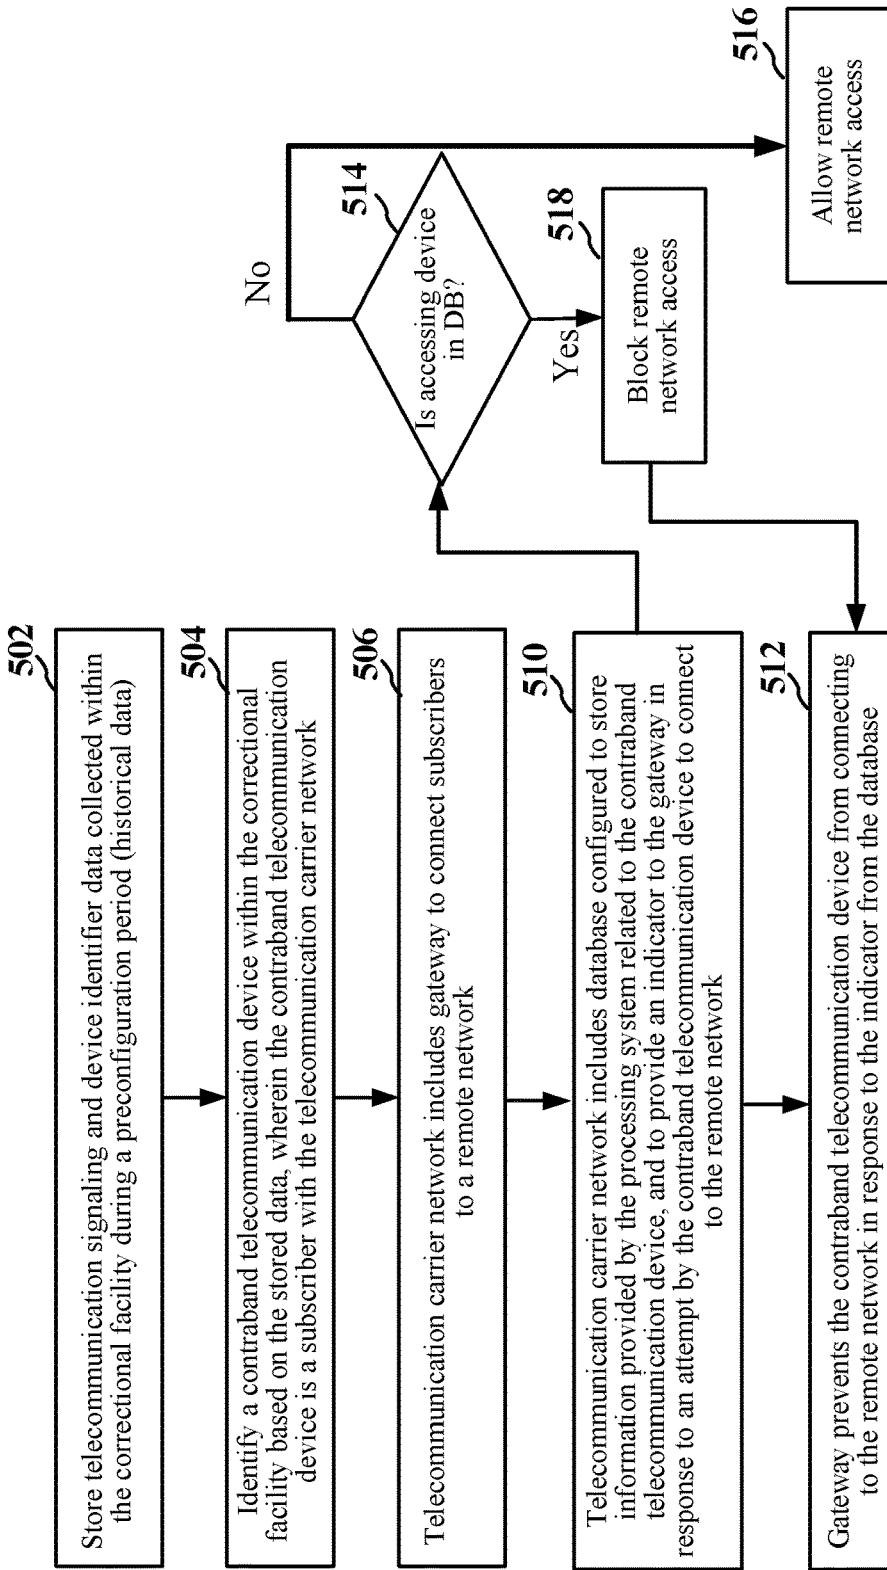 502
Store telecommunication signaling and device identifier data collected within
the correctional facility during a preconfiguration period (historical data)
504
Identify a contraband telecommunication device within the correctional
facility based on the stored data, wherein the contraband telecommunication
device is a subscriber with the telecommunication carrier network
506
Telecommunication carrier network includes gateway to connect subscribers
to a remote network
510
Telecommunication carrier network includes database configured to store
information provided by the processing system related to the contraband
telecommunication device, and to provide an indicator to the gateway in
response to an attempt by the contraband telecommunication device to connect
to the remote network
512
Gateway prevents the contraband telecommunication device from connecting
to the remote network in response to the indicator from the database
514
Is accessing device
in DB?
No
Yes
518
Block remote
network access
516
Allow remote
network access